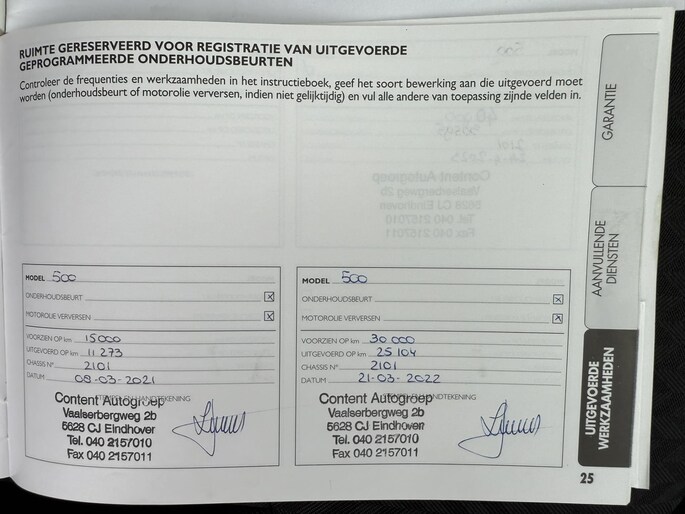 RUIMTE GERESERVEERD VOOR REGISTRATIE VAN UITGEVOERDE
GEPROGRAMMEERDE ONDERHOUDSBEURTEN
Controleer de frequenties en werkzaamheden in het instructieboek, geef het soort bewerking aan die uitgevoerd moet
worden (onderhoudsbeurt of motorolie verversen, indien niet gelijktijdig) en vul alle andere van toepassing zijnde velden in.
MODEL 500
ONDERHOUDSBEURT X
MOTOROLIE VERVERSEN X
VOORZIEN OP km 15000
UITGEVOERD OP km 11 273
CHASSIS N° 2101
DATUM 09-03-2021
HANDTEKENING
Content Autogroep
Vaalserbergweg 2b
5628 CJ Eindhoven
Tel. 040 2157010
Fax 040 2157011
MODEL 500
ONDERHOUDSBEURT X
MOTOROLIE VERVERSEN X
VOORZIEN OP km 30 000
UITGEVOERD OP km 25 104
CHASSIS N° 2101
DATUM 21-03-2022
HANDTEKENING
Content Autogroep
Vaalserbergweg 2b
5628 CJ Eindhoven
Tel. 040 2157010
Fax 040 2157011
GARANTIE
AANVULLENDE
DIENSTEN
UITGEVOERDE
WERKZAAMHEDEN
25